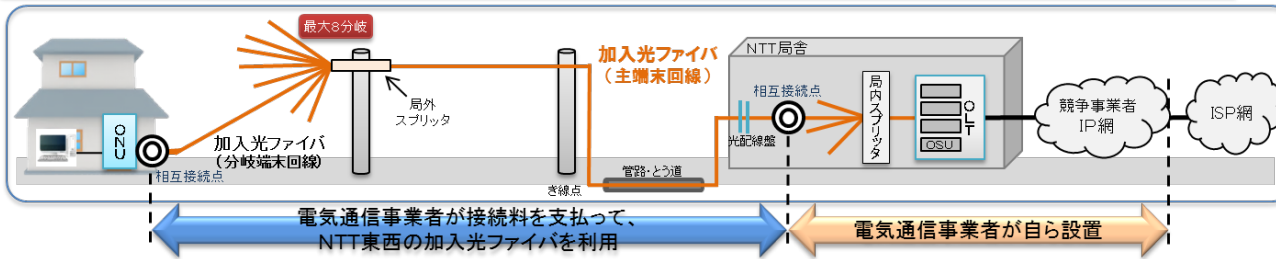 最大8分岐
局外
スプリッタ
加入光ファイバ
（主端末回線）
NTT局舎
相互接続点
局内スプリッタ
OLT
OSU
光配線盤
競争事業者
IP網
ISP網
ONU
加入光ファイバ
（分岐端末回線）
相互接続点
き線点
管路・とう道
電気通信事業者が接続料を支払って、
NTT東西の加入光ファイバを利用
電気通信事業者が自ら設置